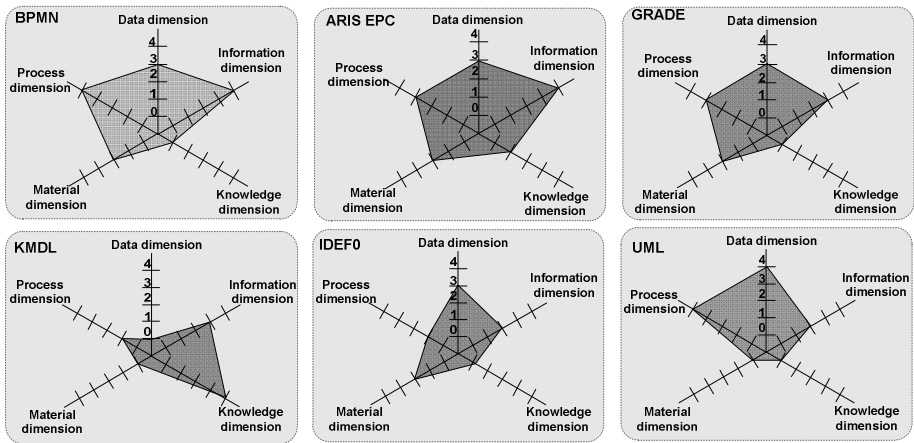 BPMN
Data dimension
4
3
2
1
0
Information
dimension
Process
dimension
Material
dimension
Knowledge
dimension
ARIS EPC
Data dimension
4
3
2
1
0
Information
dimension
Process
dimension
Material
dimension
Knowledge
dimension
GRADE
Data dimension
4
3
2
1
0
Information
dimension
Process
dimension
Material
dimension
Knowledge
dimension
KMDL
Data dimension
4
3
2
1
0
Information
dimension
Process
dimension
Material
dimension
Knowledge
dimension
IDEF0
Data dimension
4
3
2
1
0
Information
dimension
Process
dimension
Material
dimension
Knowledge
dimension
UML
Data dimension
4
3
2
1
0
Information
dimension
Process
dimension
Material
dimension
Knowledge
dimension